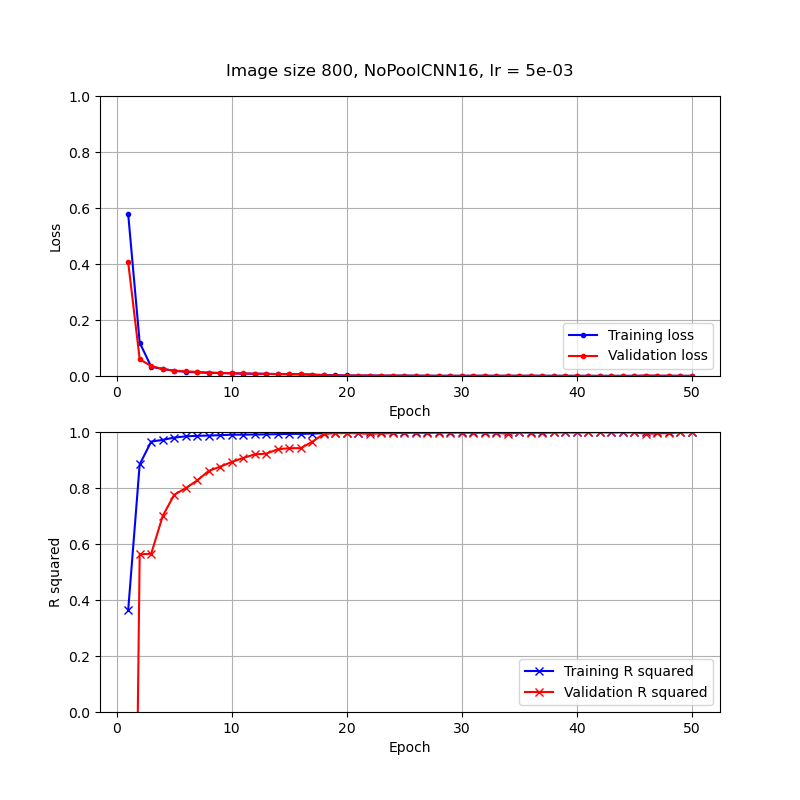 Image size 800, NoPoolCNN16, lr = 5e-03
1.0
0.8
0.6
0.4
0.2
0.0
Loss
Training loss
Validation loss
0 10 20 30 40 50
Epoch
1.0
0.8
0.6
0.4
0.2
0.0
R squared
Training R squared
Validation R squared
0 10 20 30 40 50
Epoch